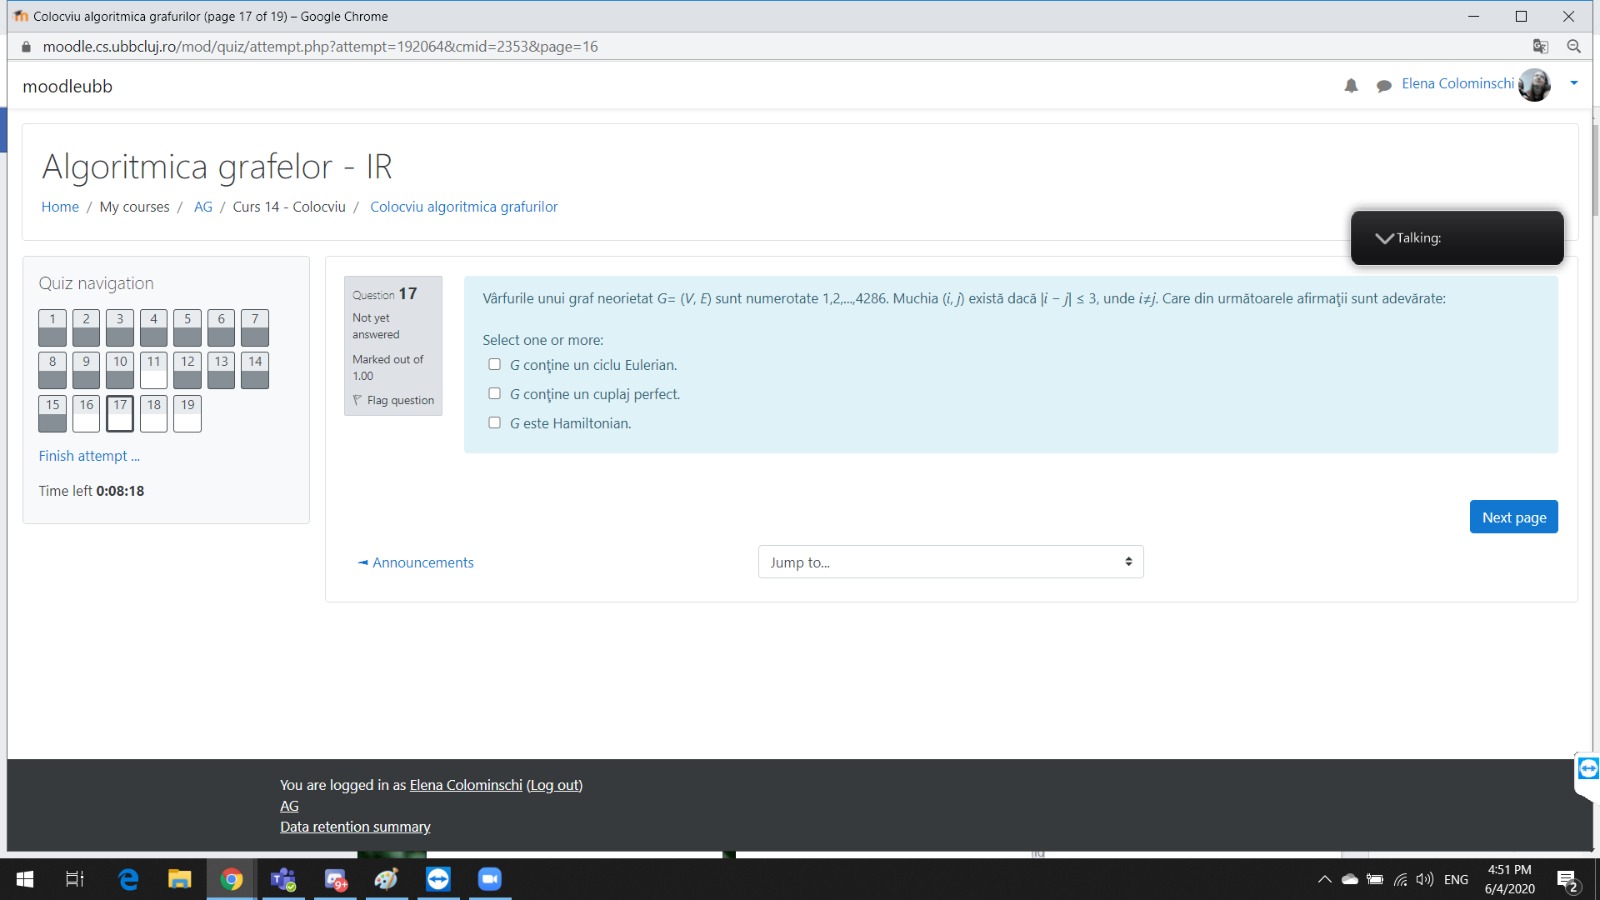 Colocviu algoritmica grafurilor (page 17 of 19) – Google Chrome
moodle.cs.ubbcluj.ro/mod/quiz/attempt.php?attempt=192064&cmid=2353&page=16
moodleubb
Elena Colominschi
Algoritmica grafelor - IR
Home / My courses / AG / Curs 14 - Colocviu / Colocviu algoritmica grafurilor
Talking:
Quiz navigation
1 2 3 4 5 6 7
8 9 10 11 12 13 14
15 16 17 18 19
Finish attempt ...
Time left 0:08:18
Question 17
Not yet
answered
Marked out of
1.00
Flag question
Vârfurile unui graf neorietat G= (V, E) sunt numerotate 1,2,...,4286. Muchia (i, j) există dacă |i − j| ≤ 3, unde i≠j. Care din următoarele afirmaţii sunt adevărate:
Select one or more:
G conţine un ciclu Eulerian.
G conţine un cuplaj perfect.
G este Hamiltonian.
Next page
◄ Announcements
Jump to...
You are logged in as Elena Colominschi (Log out)
AG
Data retention summary
9+
ENG
4:51 PM
6/4/2020
2